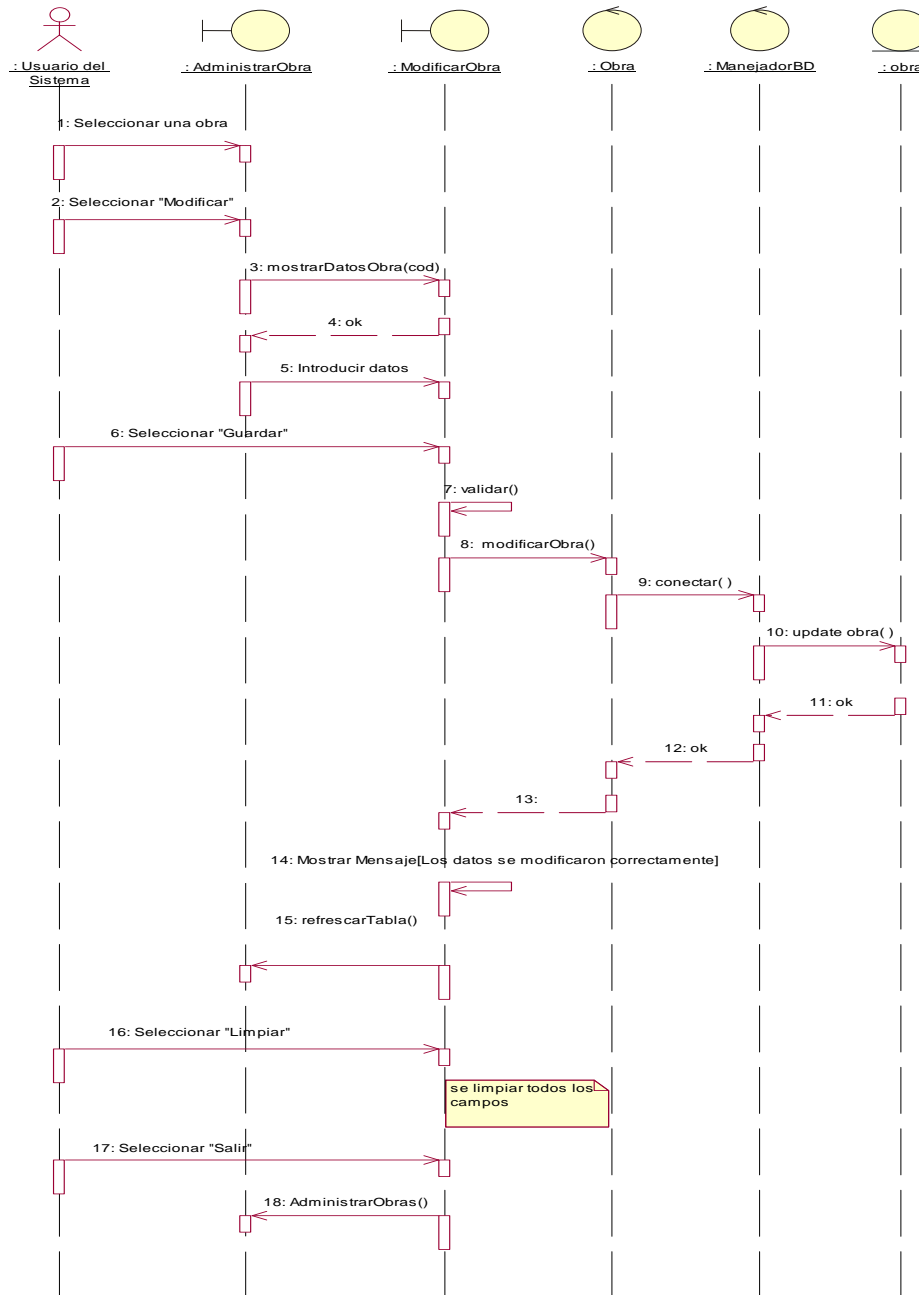 : Usuario del
Sistema
: AdministrarObra
: ModificarObra
: Obra
: ManejadorBD
: obra
1: Seleccionar una obra
2: Seleccionar "Modificar"
3: mostrarDatosObra(cod)
4: ok
5: Introducir datos
6: Seleccionar "Guardar"
7: validar()
8: modificarObra()
9: conectar( )
10: update obra( )
11: ok
12: ok
13:
14: Mostrar Mensaje[Los datos se modificaron correctamente]
15: refrescarTabla()
16: Seleccionar "Limpiar"
se limpiar todos los
campos
17: Seleccionar "Salir"
18: AdministrarObras()